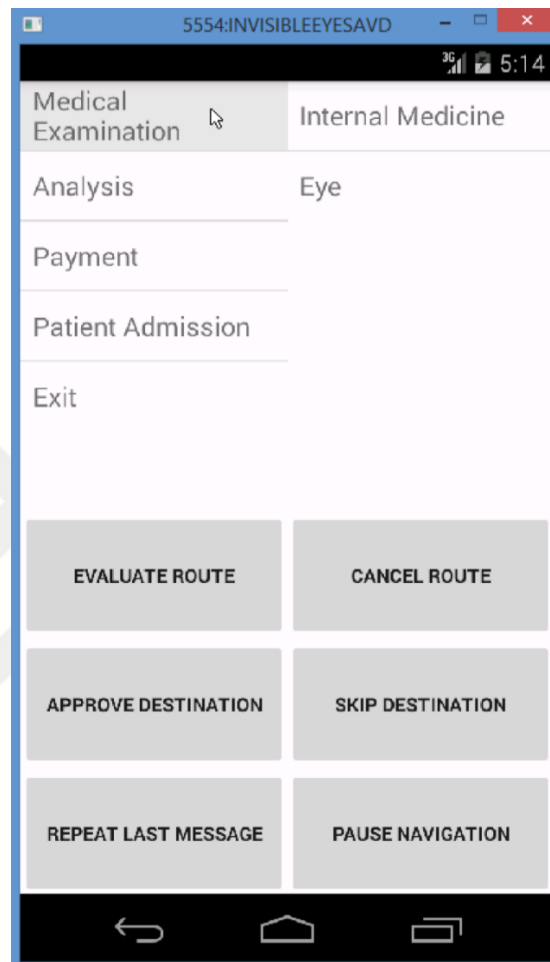 5554:INVISIBLEEYESAVD
3G 5:14
Medical
Examination
Internal Medicine
Analysis
Eye
Payment
Patient Admission
Exit
EVALUATE ROUTE
CANCEL ROUTE
APPROVE DESTINATION
SKIP DESTINATION
REPEAT LAST MESSAGE
PAUSE NAVIGATION